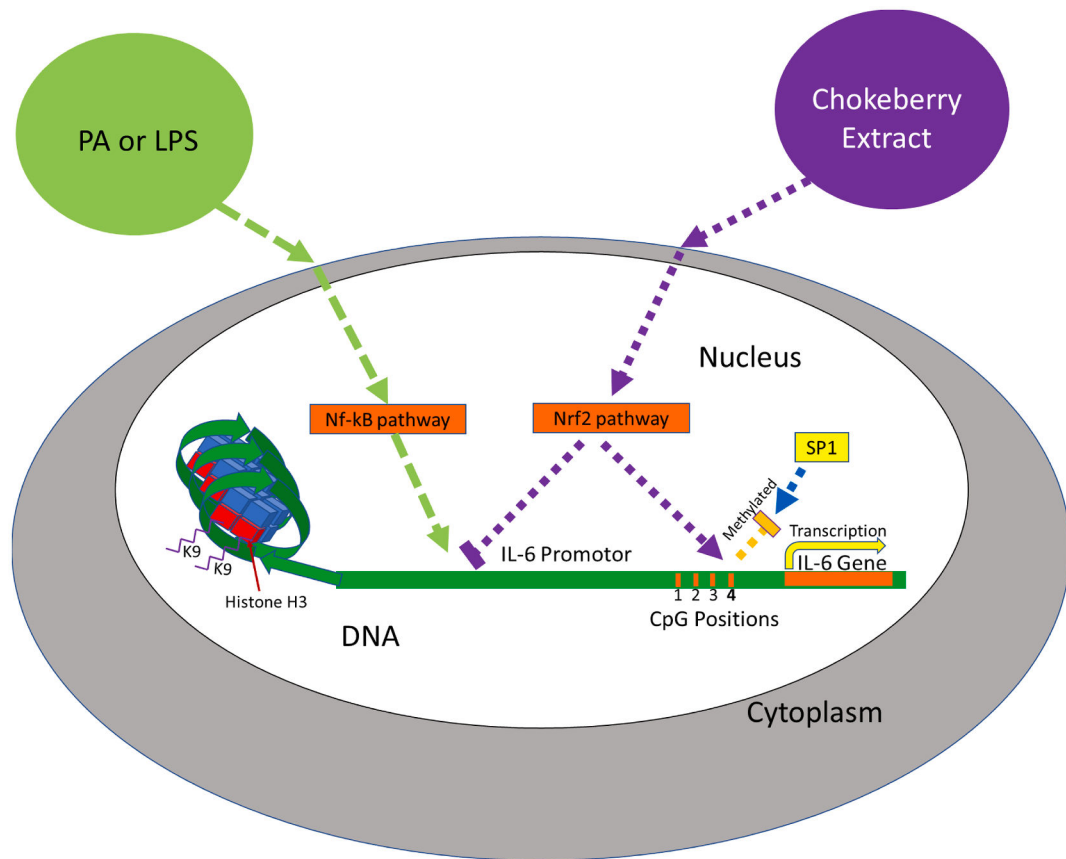 PA or LPS
Chokeberry
Extract
Nucleus
Nf-kB pathway
Nrf2 pathway
SP1
Methylated
Transcription
IL-6 Promotor
IL-6 Gene
K9
K9
Histone H3
1 2 3 4
CpG Positions
DNA
Cytoplasm